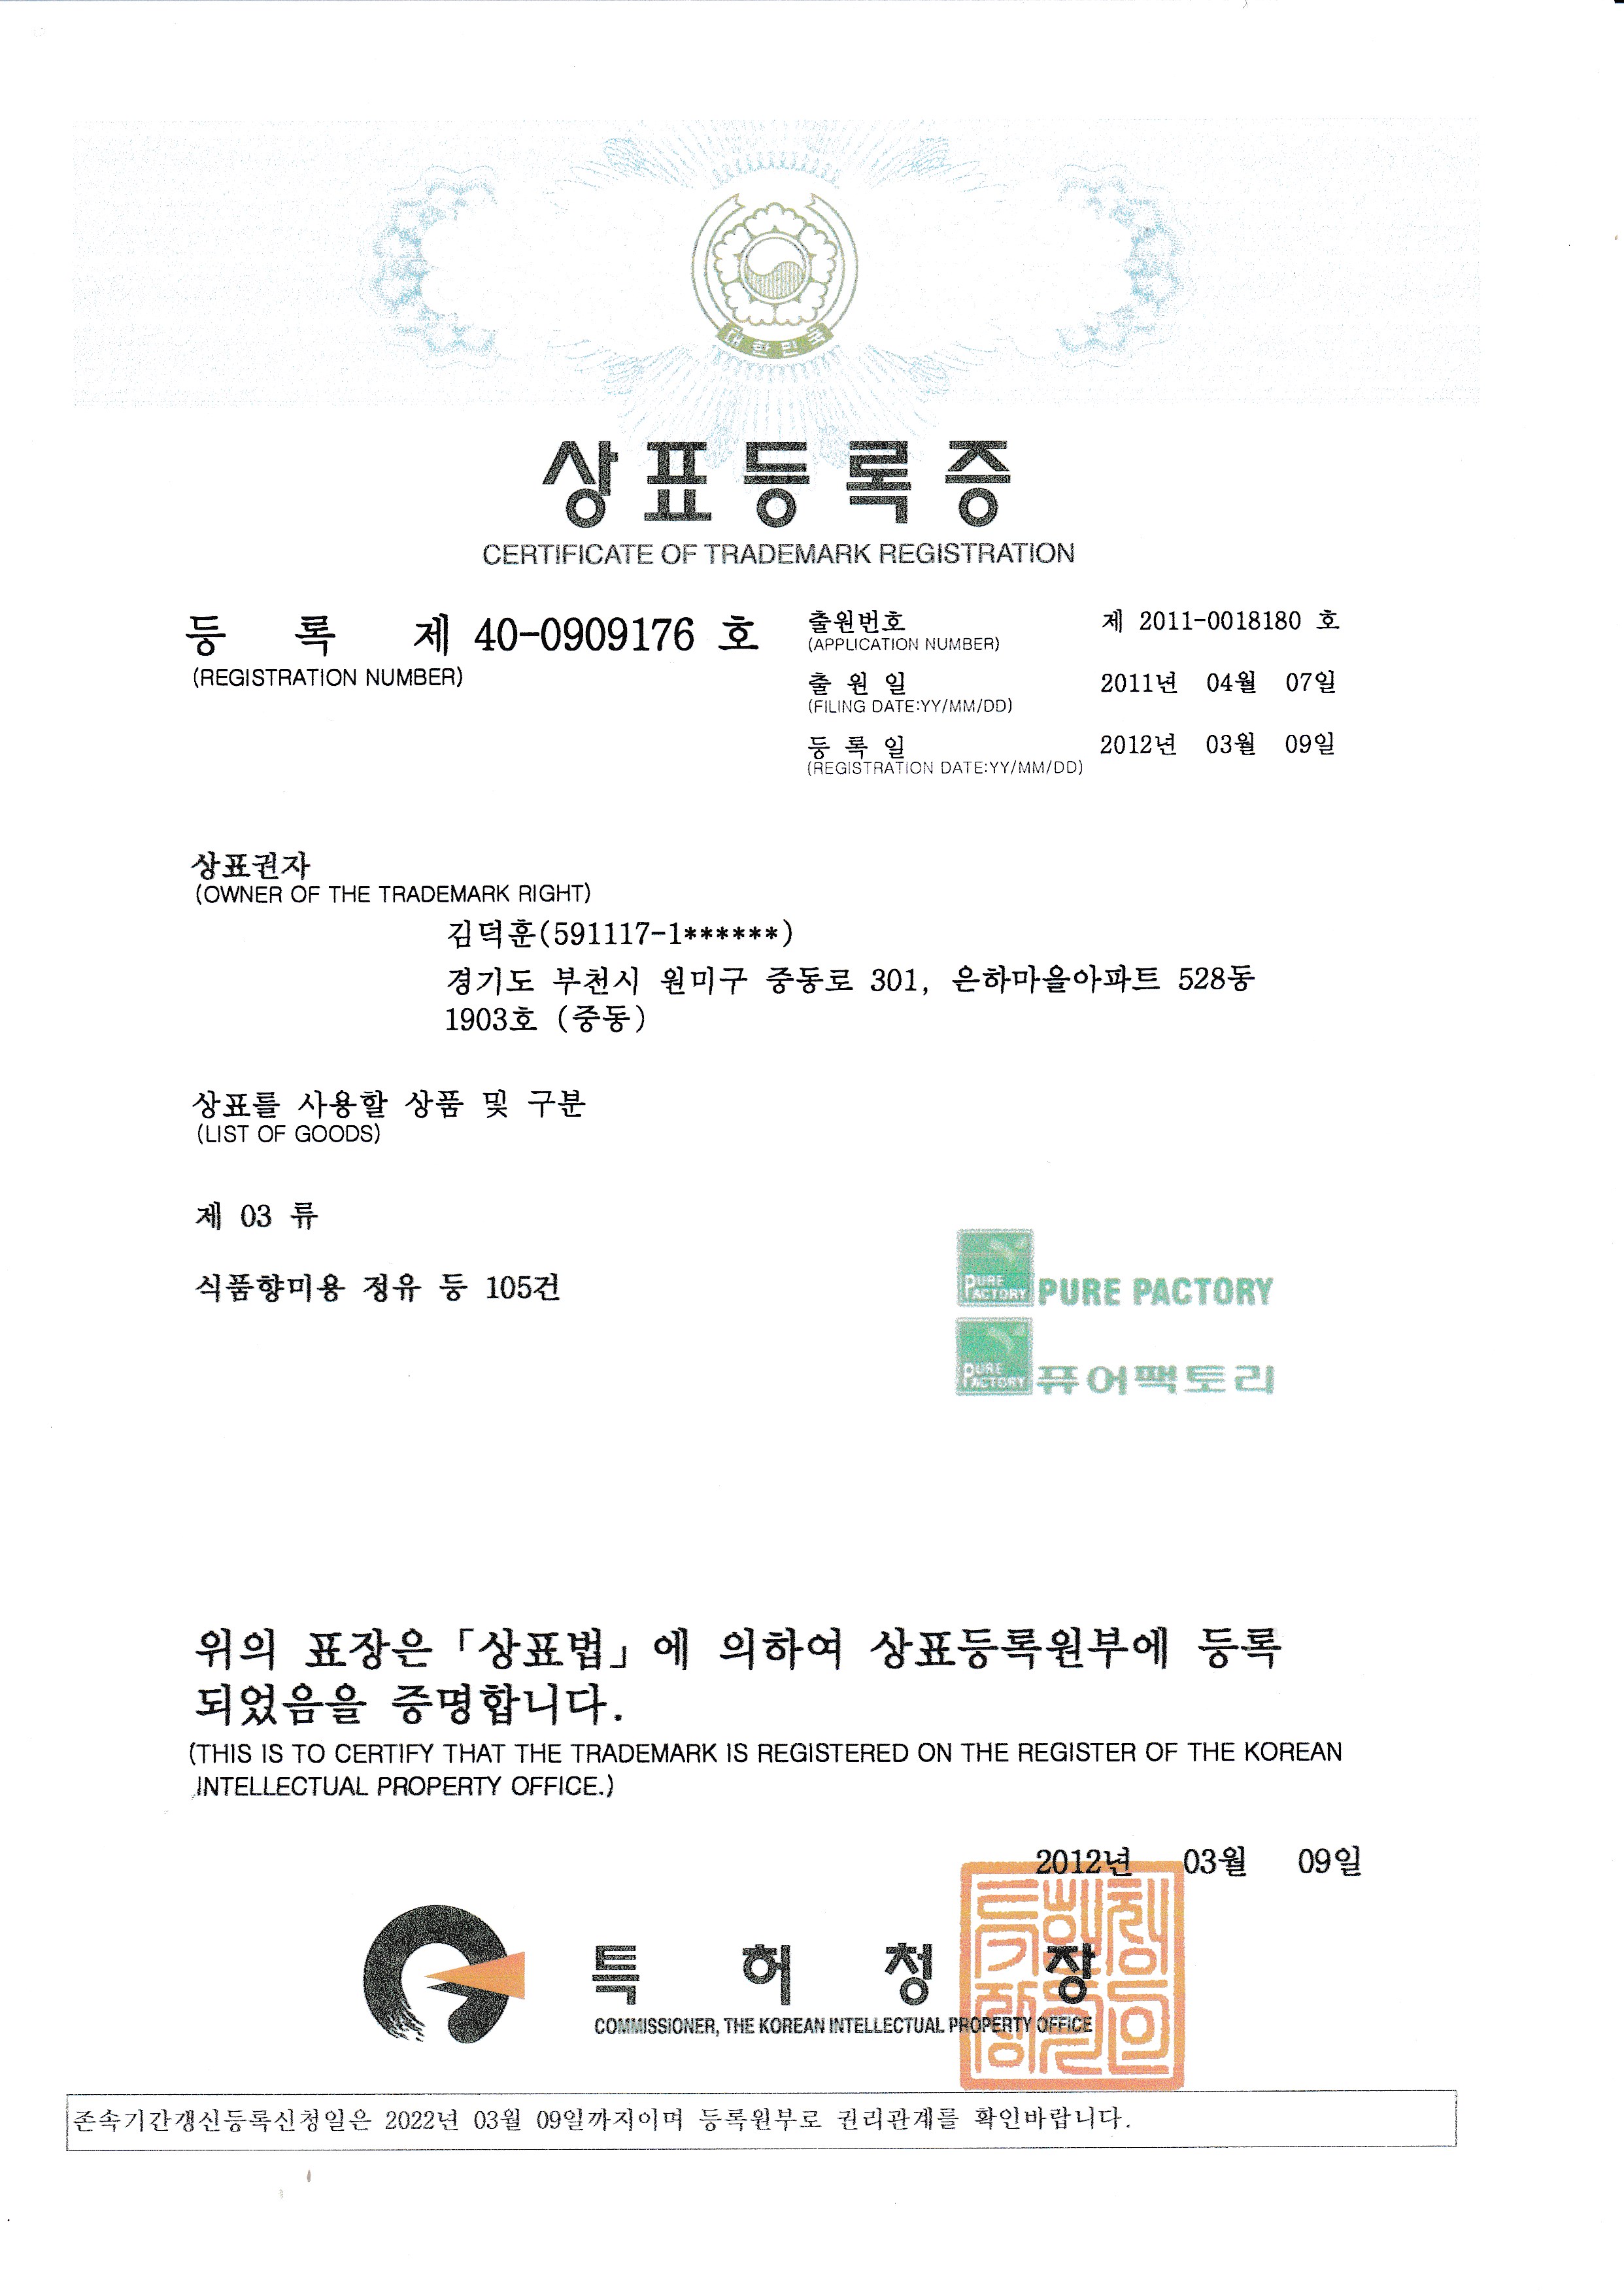 대한민국
상표등록증
CERTIFICATE OF TRADEMARK REGISTRATION
등 록 제 40-0909176 호
(REGISTRATION NUMBER)
출원번호 제 2011-0018180 호
(APPLICATION NUMBER)
출 원 일 2011년 04월 07일
(FILING DATE:YY/MM/DD)
등 록 일 2012년 03월 09일
(REGISTRATION DATE:YY/MM/DD)
상표권자
(OWNER OF THE TRADEMARK RIGHT)
김덕훈(591117-1******)
경기도 부천시 원미구 중동로 301, 은하마을아파트 528동
1903호 (중동)
상표를 사용할 상품 및 구분
(LIST OF GOODS)
제 03 류
식품향미용 정유 등 105건
PURE
PACTORY
PURE PACTORY
PURE
PACTORY
퓨어팩토리
위의 표장은「상표법」에 의하여 상표등록원부에 등록
되었음을 증명합니다.
(THIS IS TO CERTIFY THAT THE TRADEMARK IS REGISTERED ON THE REGISTER OF THE KOREAN
INTELLECTUAL PROPERTY OFFICE.)
2012년 03월 09일
특 허 청 장
COMMISSIONER, THE KOREAN INTELLECTUAL PROPERTY OFFICE
존속기간갱신등록신청일은 2022년 03월 09일까지이며 등록원부로 권리관계를 확인바랍니다.